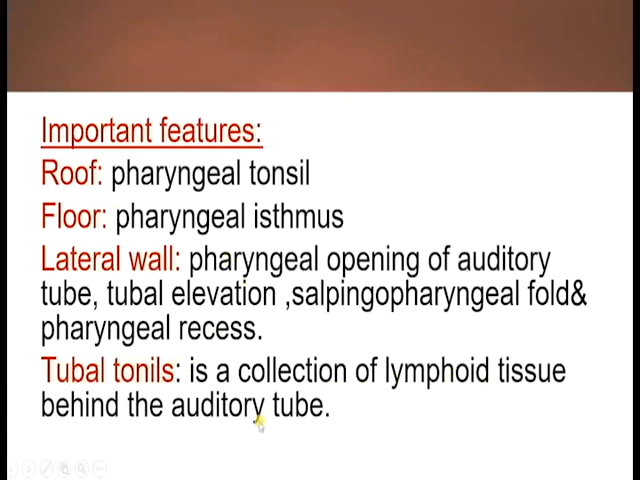 Important features:
Roof: pharyngeal tonsil
Floor: pharyngeal isthmus
Lateral wall: pharyngeal opening of auditory
tube, tubal elevation ,salpingopharyngeal fold&
pharyngeal recess.
Tubal tonils: is a collection of lymphoid tissue
behind the auditory tube.